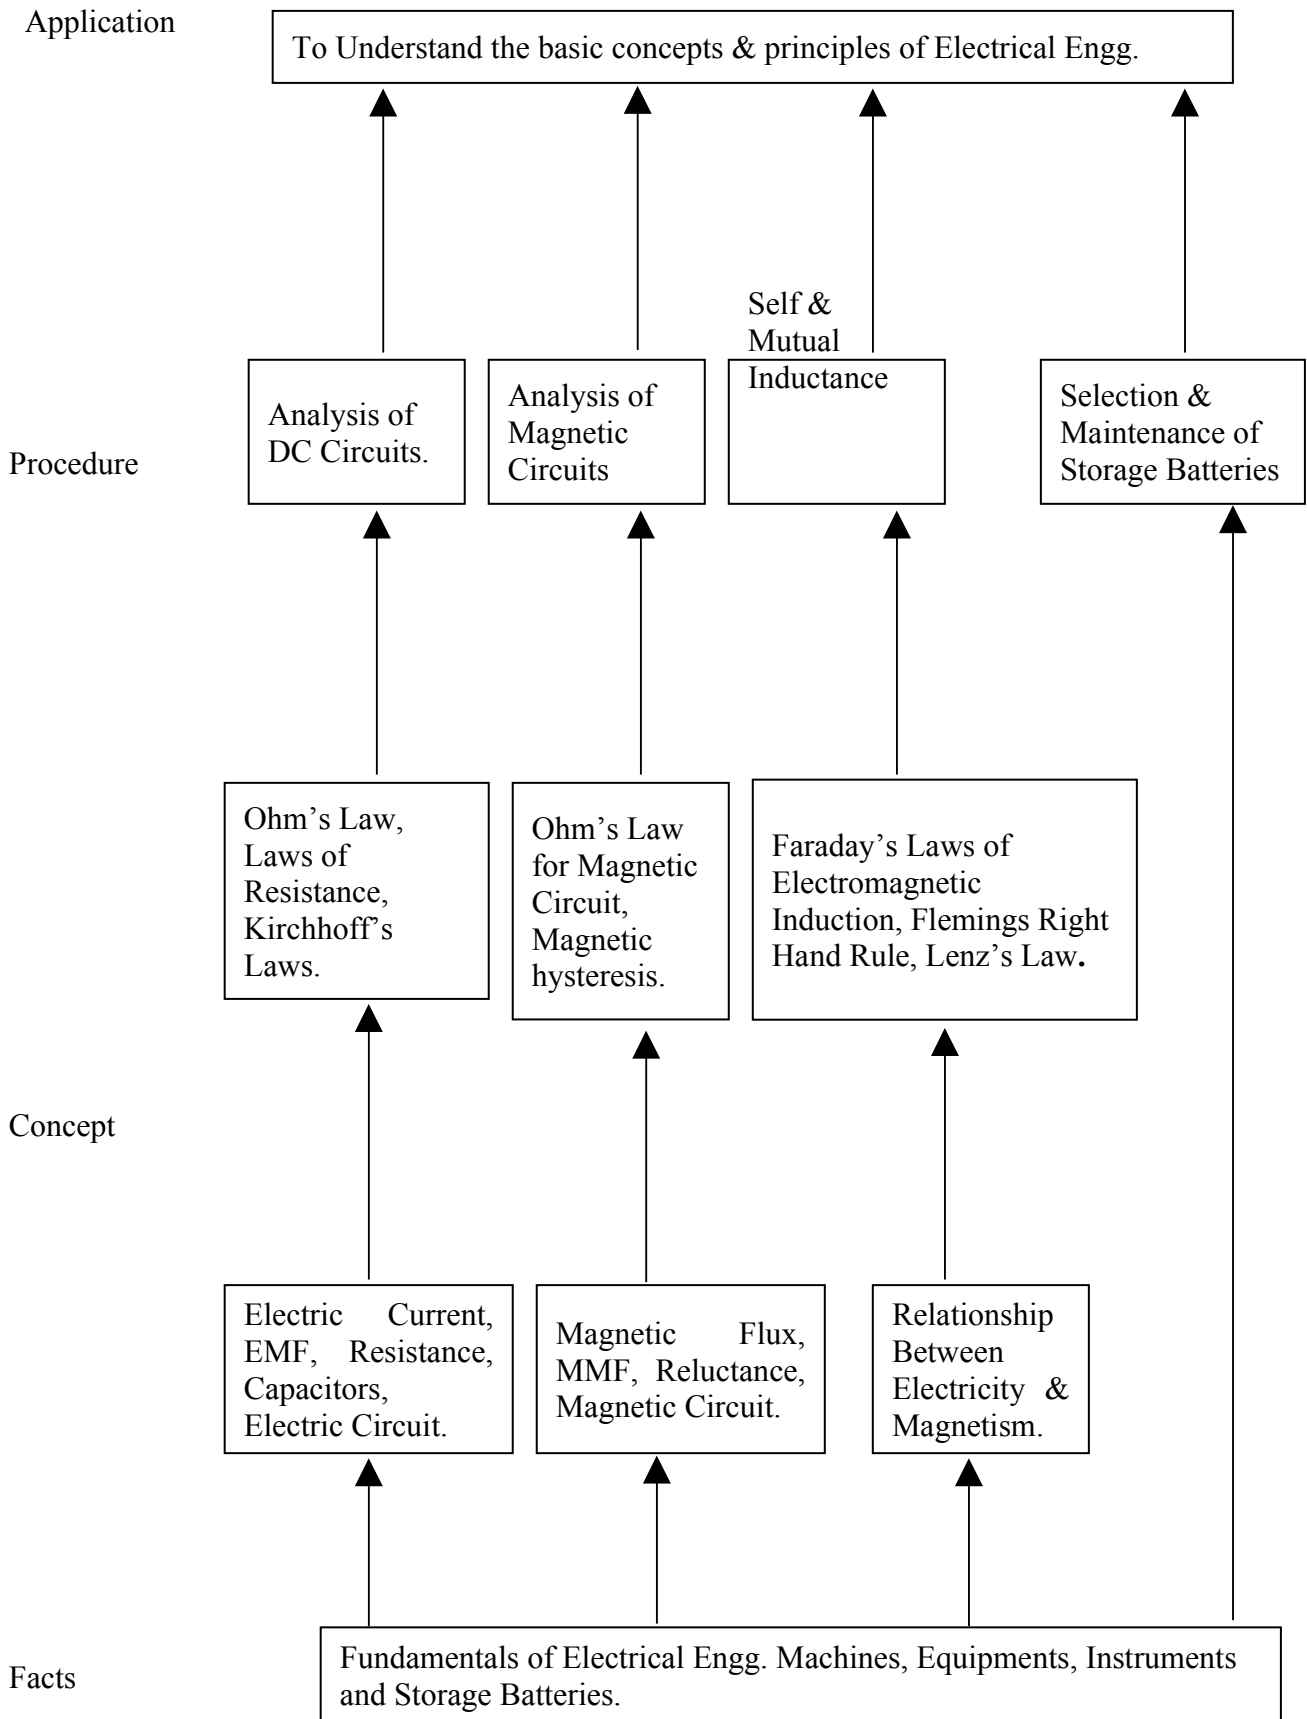 Application
To Understand the basic concepts & principles of Electrical Engg.
Self &
Mutual
Inductance
Analysis of
DC Circuits.
Analysis of
Magnetic
Circuits
Selection &
Maintenance of
Storage Batteries
Procedure
Ohm’s Law,
Laws of
Resistance,
Kirchhoff’s
Laws.
Ohm’s Law
for Magnetic
Circuit,
Magnetic
hysteresis.
Faraday’s Laws of
Electromagnetic
Induction, Flemings Right
Hand Rule, Lenz’s Law.
Concept
Electric Current,
EMF, Resistance,
Capacitors,
Electric Circuit.
Magnetic Flux,
MMF, Reluctance,
Magnetic Circuit.
Relationship
Between
Electricity &
Magnetism.
Facts
Fundamentals of Electrical Engg. Machines, Equipments, Instruments
and Storage Batteries.